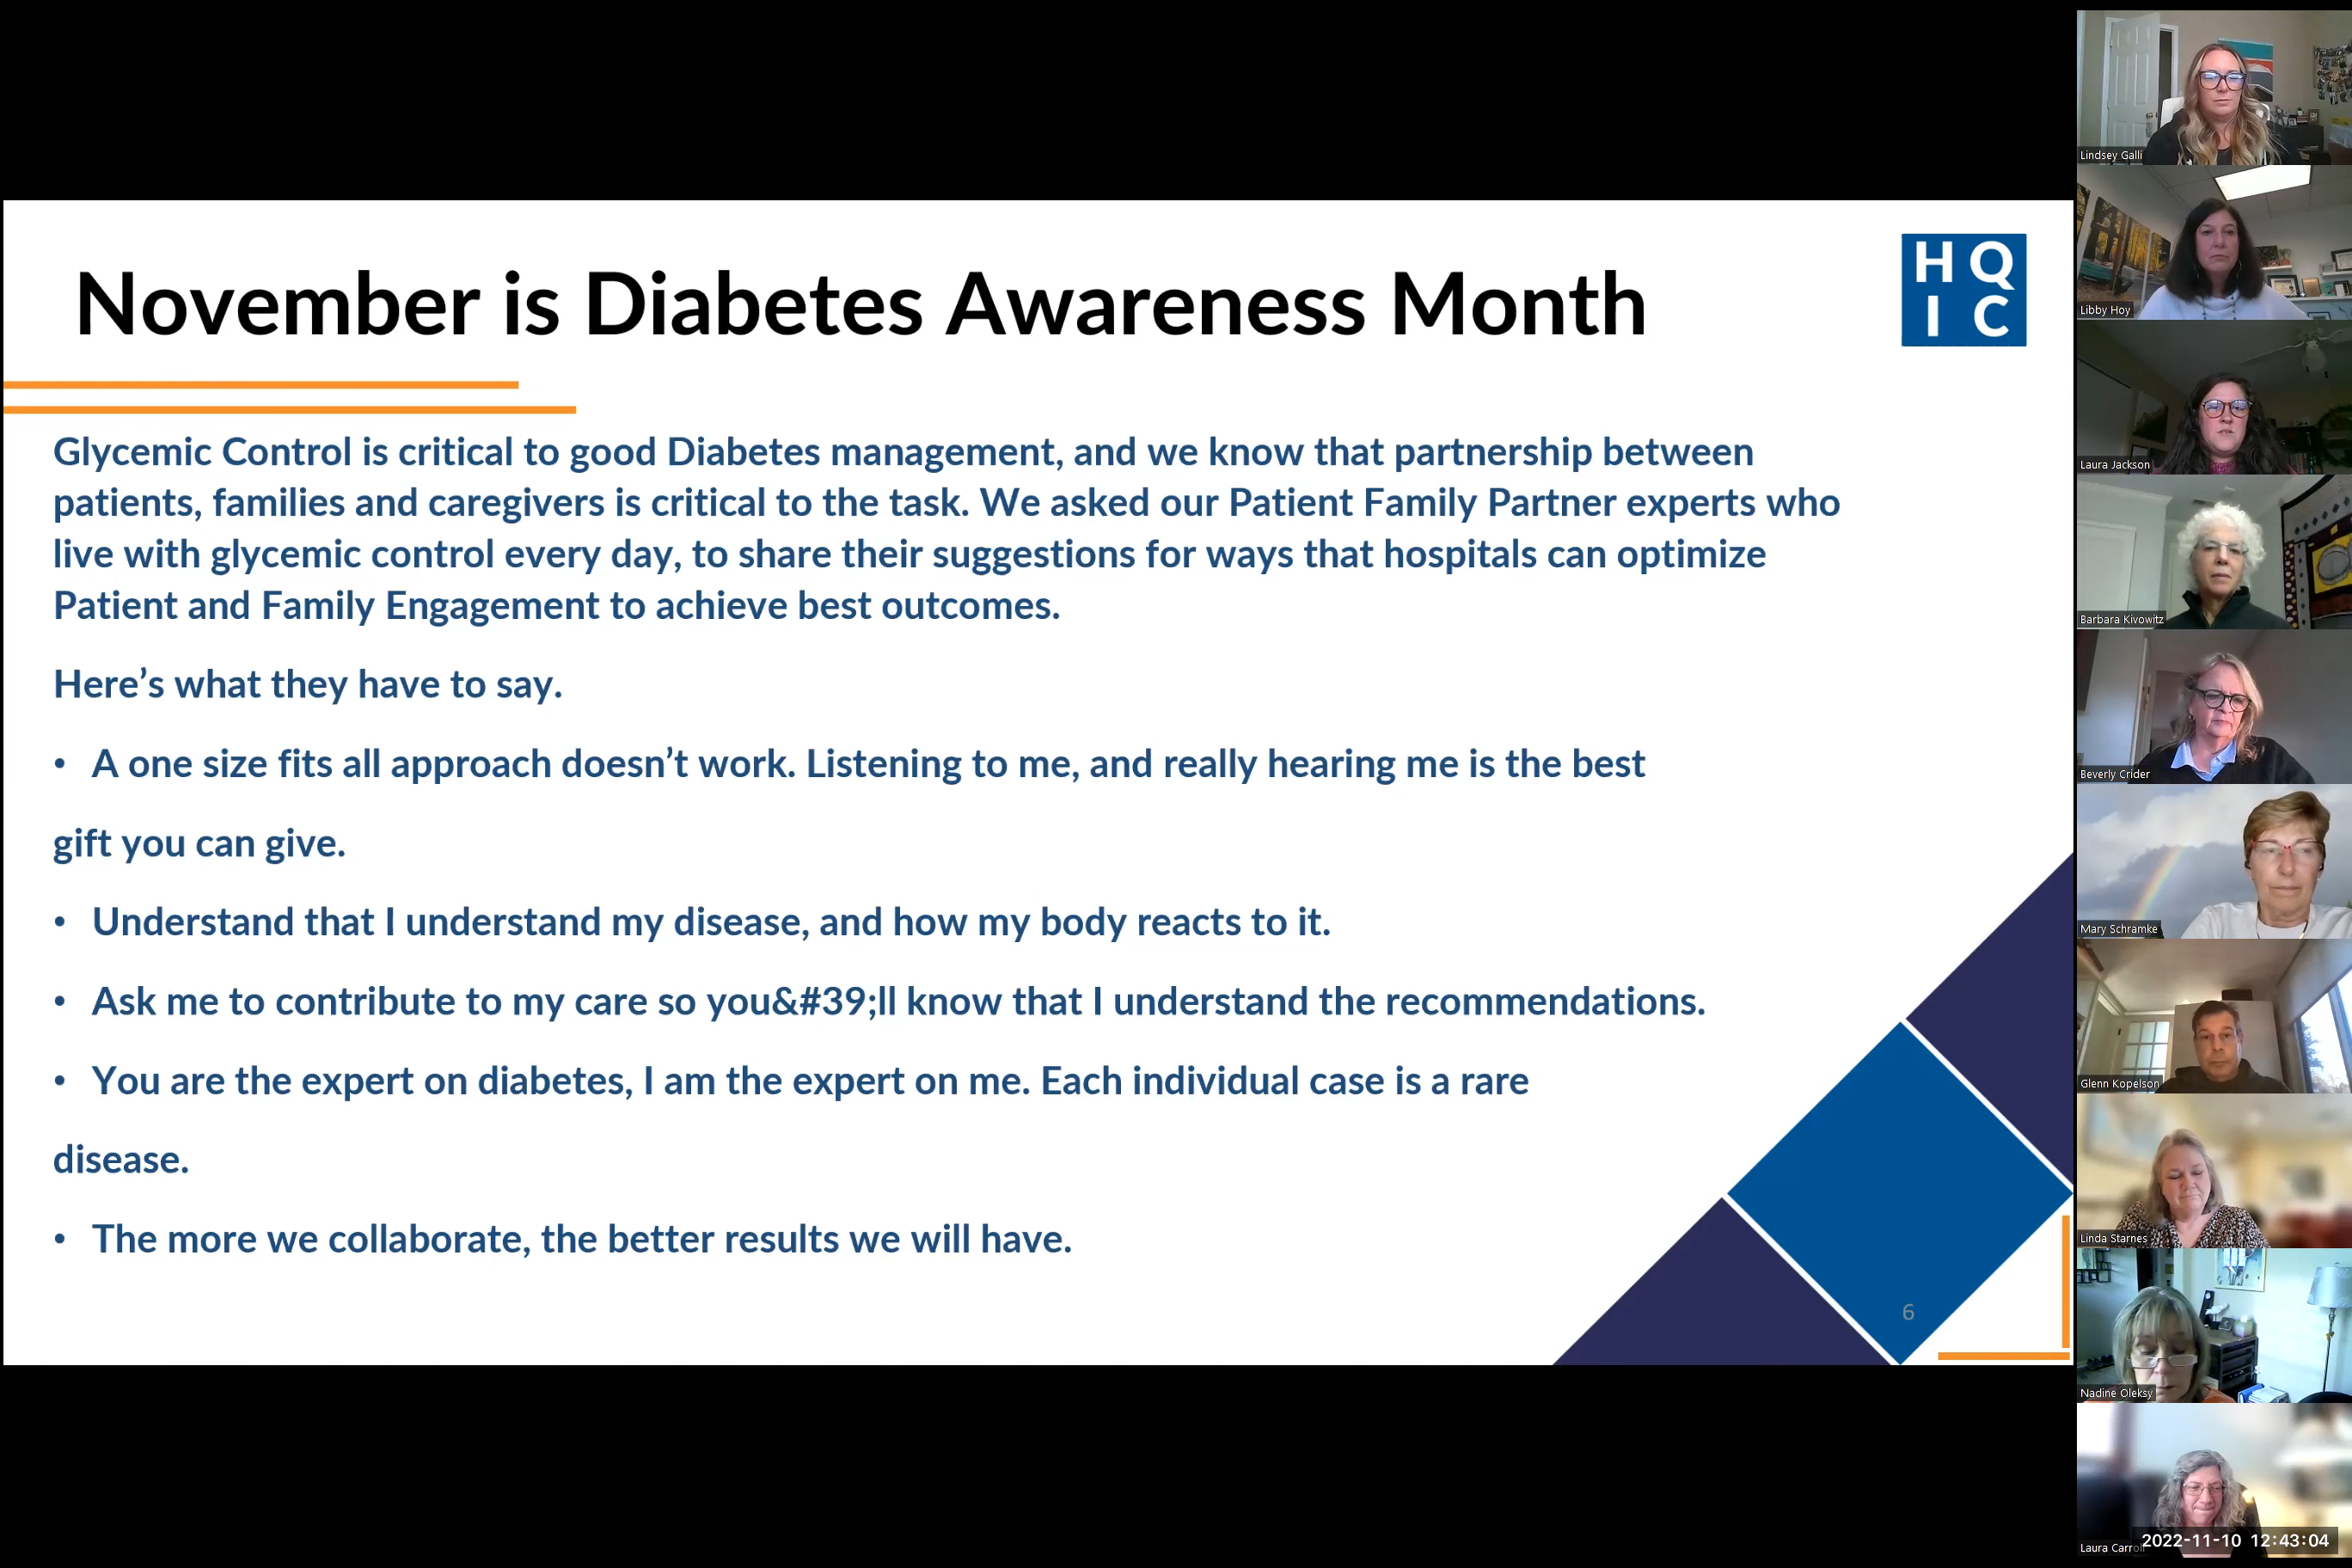 November is Diabetes Awareness Month
H Q
I C
Glycemic Control is critical to good Diabetes management, and we know that partnership between
patients, families and caregivers is critical to the task. We asked our Patient Family Partner experts who
live with glycemic control every day, to share their suggestions for ways that hospitals can optimize
Patient and Family Engagement to achieve best outcomes.
Here’s what they have to say.
• A one size fits all approach doesn’t work. Listening to me, and really hearing me is the best
gift you can give.
• Understand that I understand my disease, and how my body reacts to it.
• Ask me to contribute to my care so you&#39;ll know that I understand the recommendations.
• You are the expert on diabetes, I am the expert on me. Each individual case is a rare
disease.
• The more we collaborate, the better results we will have.
6
Lindsey Galli
Libby Hoy
Laura Jackson
Barbara Kivowitz
Beverly Crider
Mary Schramke
Glenn Kopelson
Linda Starnes
Nadine Oleksy
Laura
2022-11-10 12:43:04